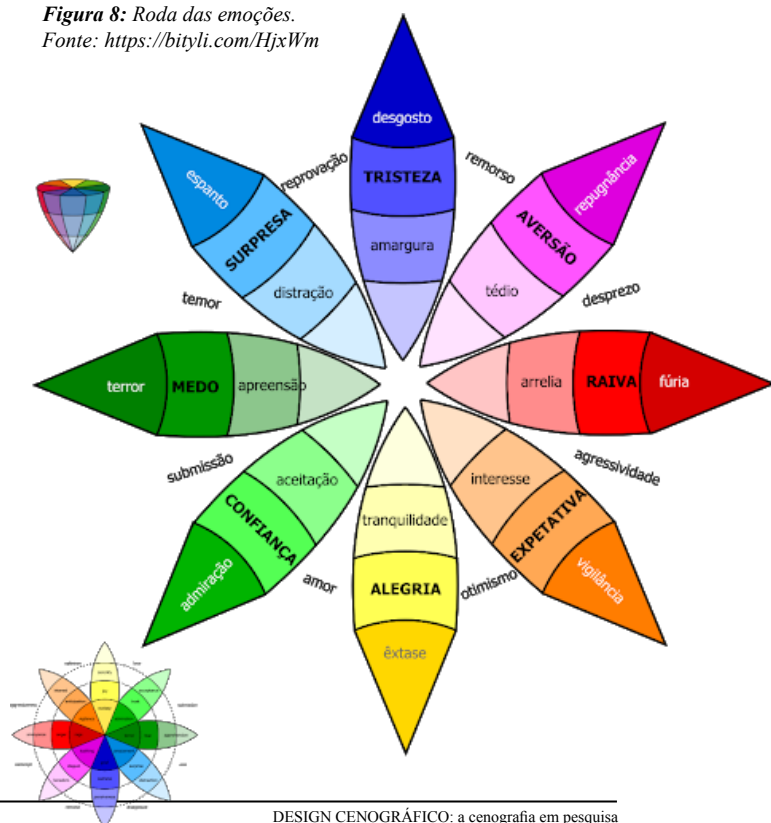 Figura 8: Roda das emoções.
Fonte: https://bityli.com/HjxWm
desgosto
TRISTEZA
amargura
reprovação
remorso
espanto
SURPRESA
distração
repugnância
AVERSÃO
tédio
temor
desprezo
terror
MEDO
apreensão
arrelia
RAIVA
fúria
submissão
agressividade
aceitação
CONFIANÇA
admiração
interesse
EXPETATIVA
vigilância
tranquilidade
ALEGRIA
êxtase
amor
otimismo
DESIGN CENOGRÁFICO: a cenografia em pesquisa